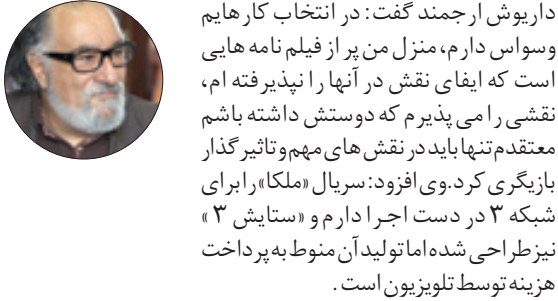 داریوش ارجمند گفت: در انتخاب کارهایم
وسواس دارم، منزل من پر از فیلم نامه هایی
است که ایفای نقش در آنها را نپذیرفته ام،
نقشی را می پذیرم که دوستش داشته باشم
معتقدم تنها باید در نقش های مهم و تاثیر گذار
بازیگری کرد. وی افزود: سریال «ملکا» را برای
شبکه ۳ در دست اجرا دارم و «ستایش ۳»
نیز طراحی شده اما تولید آن منوط به پرداخت
هزینه توسط تلویزیون است.